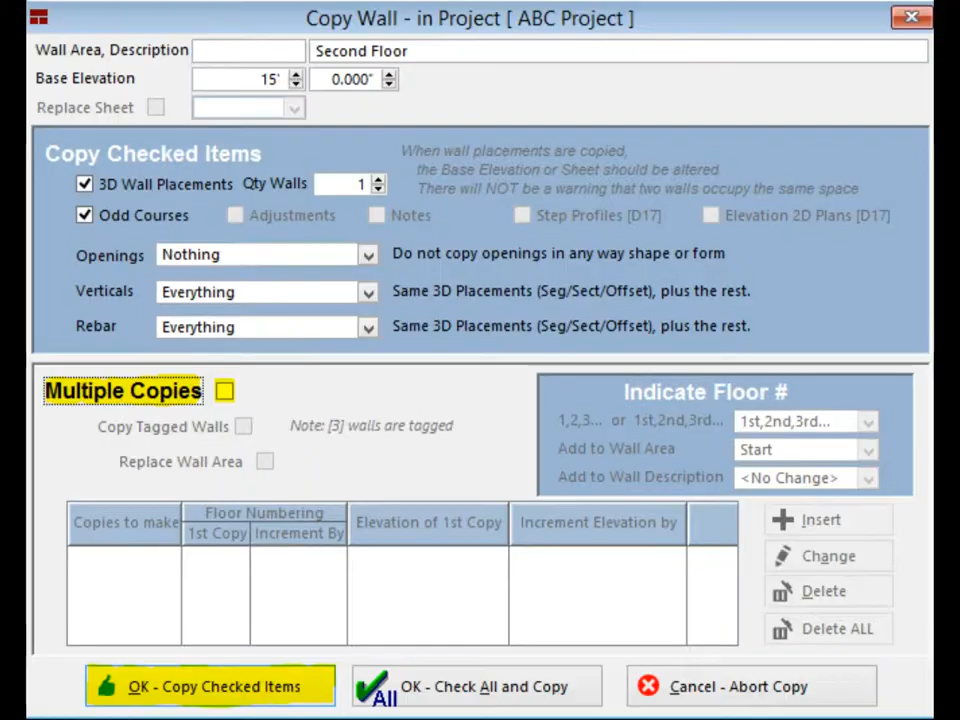 Copy Wall - in Project [ ABC Project ]
Wall Area, Description Second Floor
Base Elevation 15' 0.000"
Replace Sheet
Copy Checked Items
When wall placements are copied,
the Base Elevation or Sheet should be altered
There will NOT be a warning that two walls occupy the same space
3D Wall Placements Qty Walls 1
Odd Courses Adjustments Notes Step Profiles [D17] Elevation 2D Plans [D17]
Openings Nothing Do not copy openings in any way shape or form
Verticals Everything Same 3D Placements (Seg/Sect/Offset), plus the rest.
Rebar Everything Same 3D Placements (Seg/Sect/Offset), plus the rest.
Multiple Copies
Copy Tagged Walls Note: [3] walls are tagged
Replace Wall Area
Indicate Floor #
1,2,3... or 1st,2nd,3rd... 1st,2nd,3rd...
Add to Wall Area Start
Add to Wall Description <No Change>
Copies to make Floor Numbering Elevation of 1st Copy Increment Elevation by
1st Copy Increment By
Insert
Change
Delete
Delete ALL
OK - Copy Checked Items All OK - Check All and Copy Cancel - Abort Copy